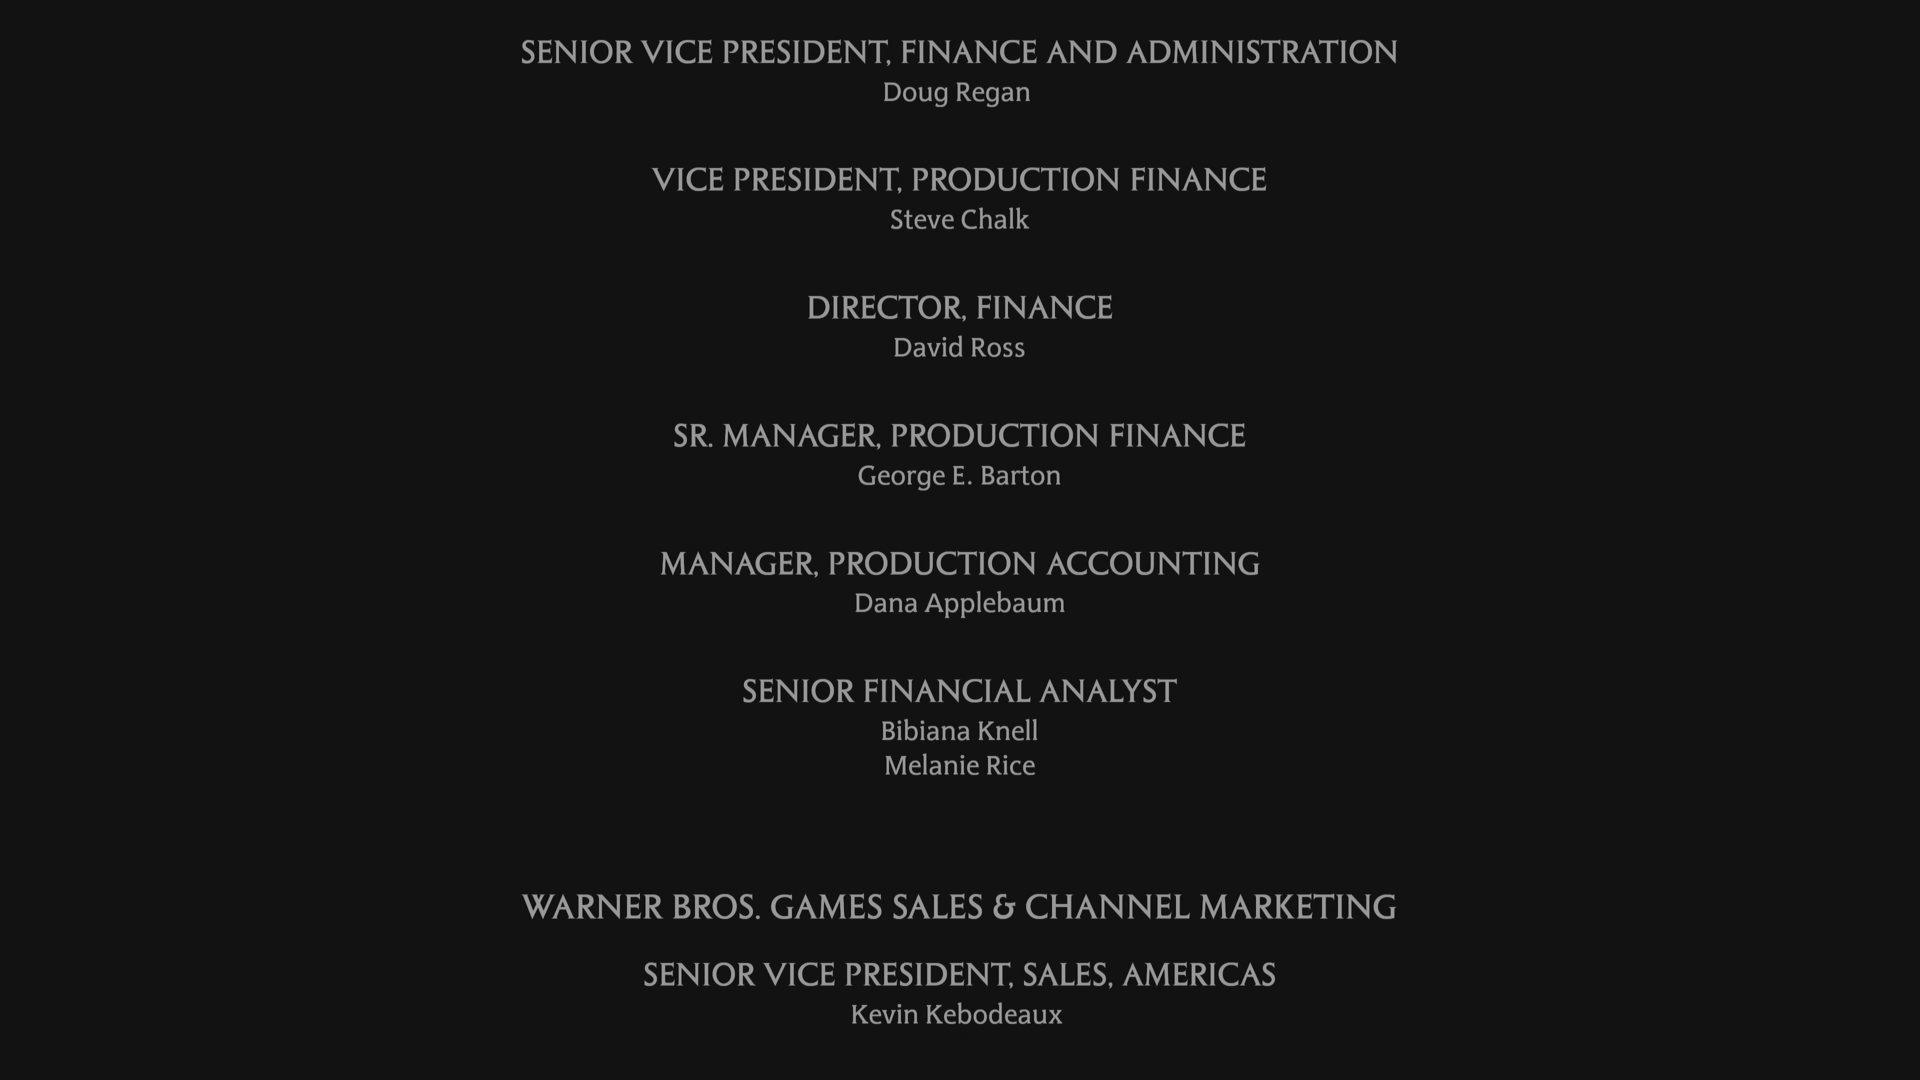 SENIOR VICE PRESIDENT, FINANCE AND ADMINISTRATION
Doug Regan
VICE PRESIDENT, PRODUCTION FINANCE
Steve Chalk
DIRECTOR, FINANCE
David Ross
SR. MANAGER, PRODUCTION FINANCE
George E. Barton
MANAGER, PRODUCTION ACCOUNTING
Dana Applebaum
SENIOR FINANCIAL ANALYST
Bibiana Knell
Melanie Rice
WARNER BROS. GAMES SALES & CHANNEL MARKETING
SENIOR VICE PRESIDENT, SALES, AMERICAS
Kevin Kebodeaux